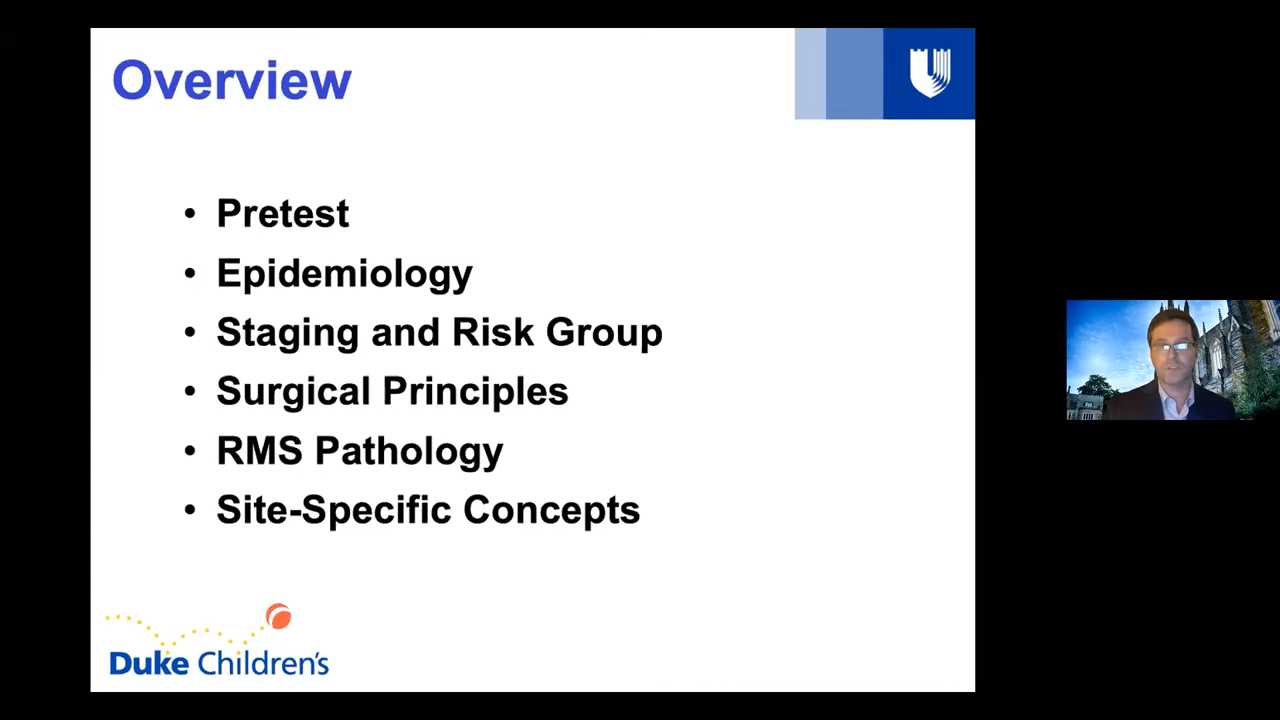 Overview
• Pretest
• Epidemiology
• Staging and Risk Group
• Surgical Principles
• RMS Pathology
• Site-Specific Concepts
Duke Children's